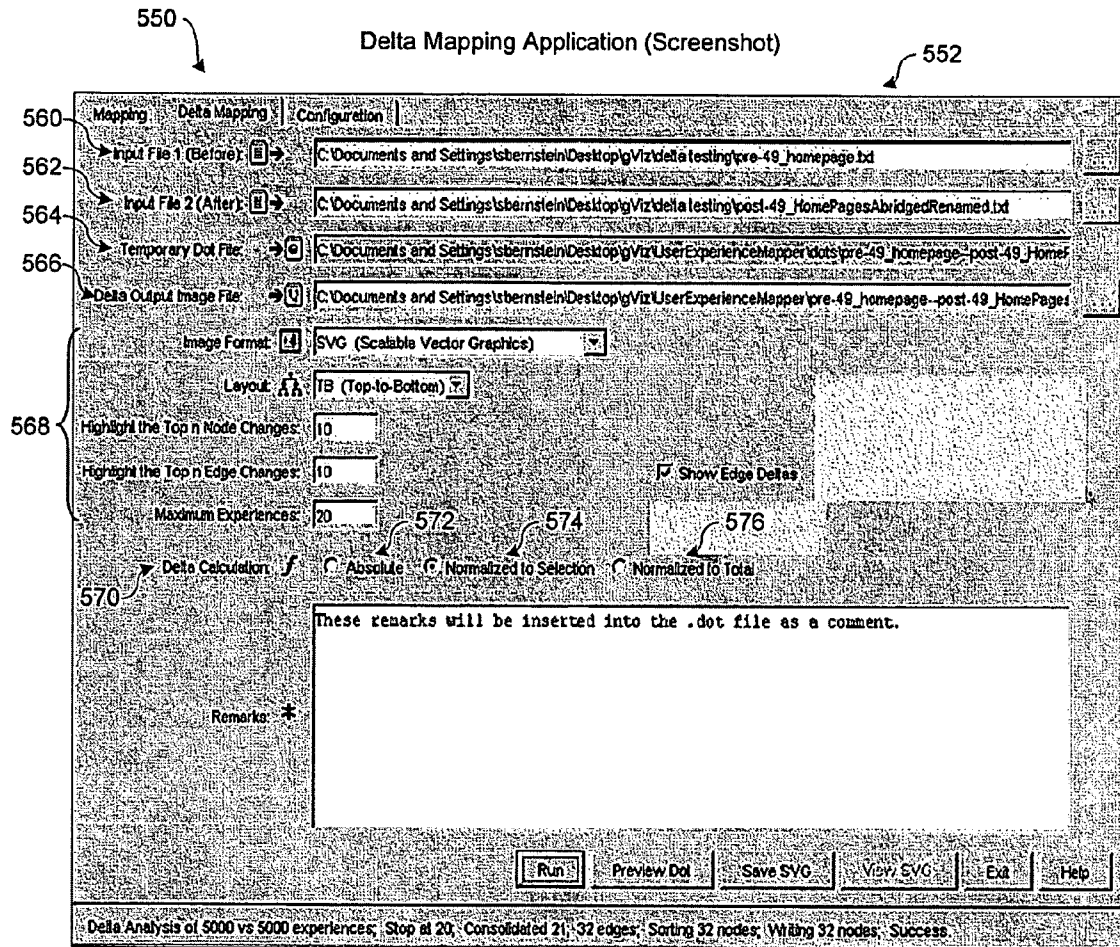 550
Delta Mapping Application (Screenshot)
552
Mapping Delta Mapping Configuration
560 Input File 1 (Before): C:\Documents and Settings\sbernstein\Desktop\gViz\delta testing\pre-49_homepage.txt
562 Input File 2 (After): C:\Documents and Settings\sbernstein\Desktop\gViz\delta testing\post-49_HomePagesAbridgedRenamed.txt
564 Temporary Dot File: C:\Documents and Settings\sbernstein\Desktop\gViz\UserExperienceMapper\dots\pre-49_homepage--post-49_HomeP
566 Delta Output Image File: C:\Documents and Settings\sbernstein\Desktop\gViz\UserExperienceMapper\pre-49_homepage--post-49_HomePages
Image Format: SVG (Scalable Vector Graphics)
Layout: TB (Top-to-Bottom)
568 Highlight the Top n Node Changes: 10
Highlight the Top n Edge Changes: 10 Show Edge Deltas
Maximum Experiences: 20
572 574 576
Delta Calculation: f Absolute Normalized to Selection Normalized to Total
570
These remarks will be inserted into the .dot file as a comment.
Remarks: *
Run Preview Dot Save SVG View SVG Exit Help
Delta Analysis of 5000 vs 5000 experiences; Stop at 20; Consolidated 21; 32 edges; Sorting 32 nodes; Writing 32 nodes; Success.